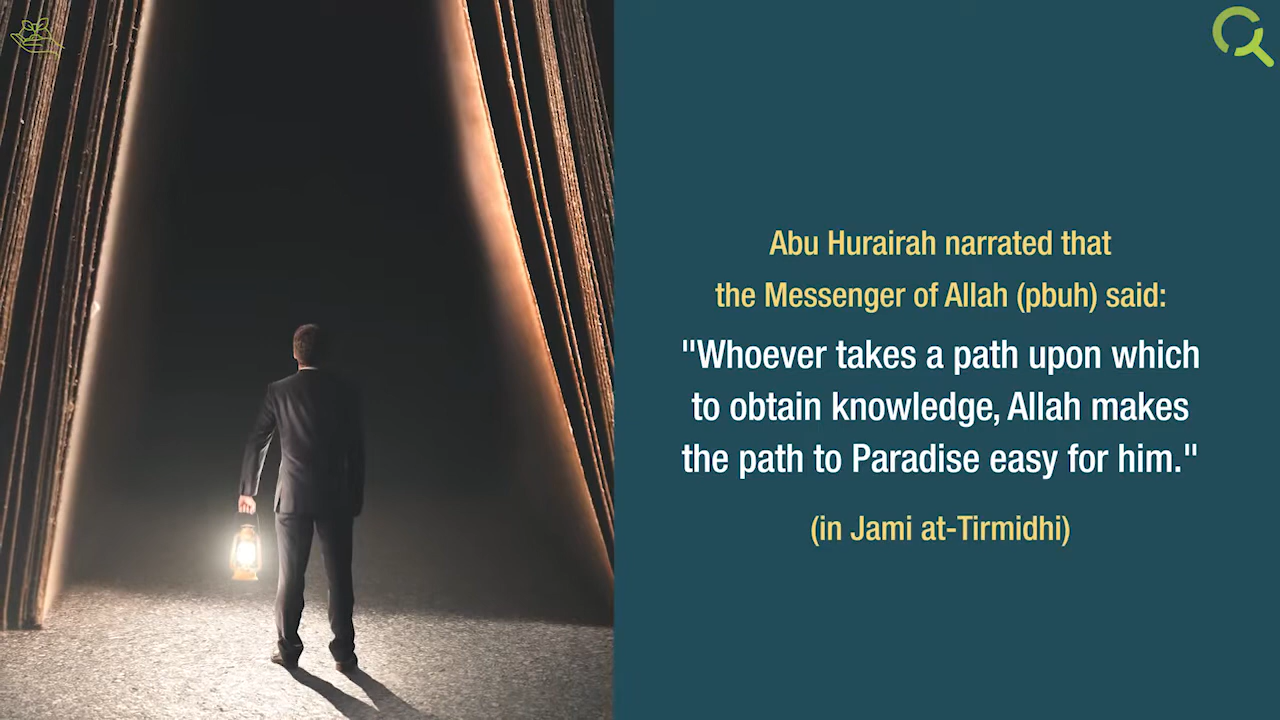 Abu Hurairah narrated that
the Messenger of Allah (pbuh) said:
"Whoever takes a path upon which
to obtain knowledge, Allah makes
the path to Paradise easy for him."
(in Jami at-Tirmidhi)